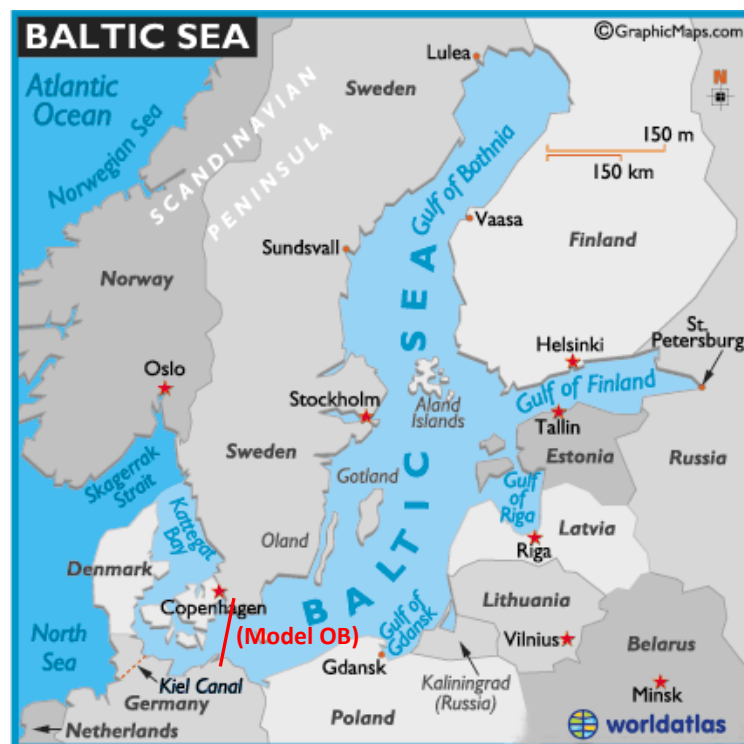 BALTIC SEA
©GraphicMaps.com
Atlantic
Ocean
Norwegian Sea
SCANDINAVIAN
PENINSULA
Sweden
Lulea
N
150 m
150 km
Gulf of Bothnia
Vaasa
Sundsvall
Finland
Norway
BALTIC SEA
St.
Petersburg
Helsinki
Oslo
Gulf of Finland
Stockholm
Aland
Islands
Tallin
Sweden
Estonia
Russia
Skagerrak
Strait
Gotland
Gulf
of
Riga
Kattegat
Bay
Latvia
Oland
Riga
Denmark
Copenhagen
Lithuania
Gulf of
Gdansk
North
Sea
(Model OB)
Vilnius
Belarus
Gdansk
Kiel Canal
Kaliningrad
(Russia)
Minsk
Germany
Poland
Netherlands
worldatlas